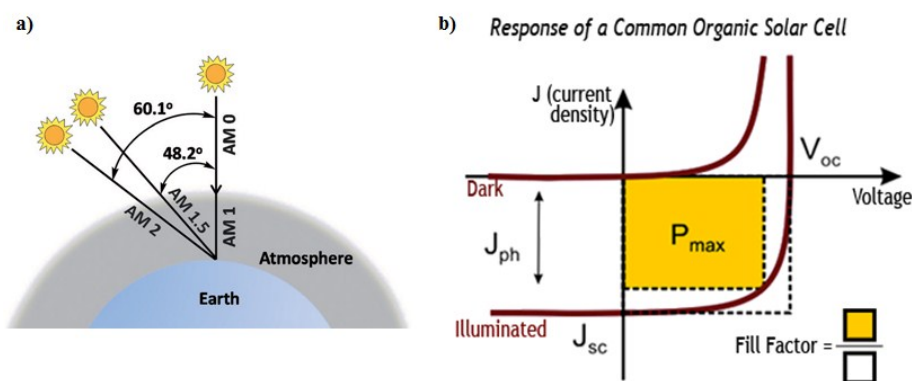 a)
60.1°
48.2°
AM 0
AM 1.5
AM 2
AM 1
Atmosphere
Earth
b)
Response of a Common Organic Solar Cell
J (current
density)
V oc
Dark
Voltage
J ph
P max
Illuminated
J sc
Fill Factor =